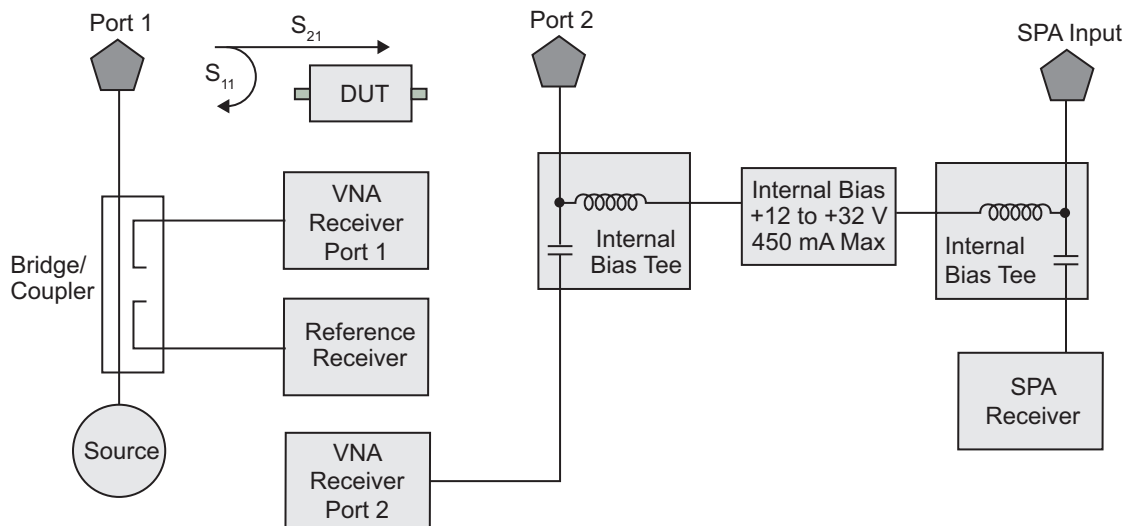 Port 1
S21
S11
DUT
Port 2
SPA Input
VNA
Receiver
Port 1
Bridge/
Coupler
Reference
Receiver
Source
VNA
Receiver
Port 2
Internal
Bias Tee
Internal Bias
+12 to +32 V
450 mA Max
Internal
Bias Tee
SPA
Receiver